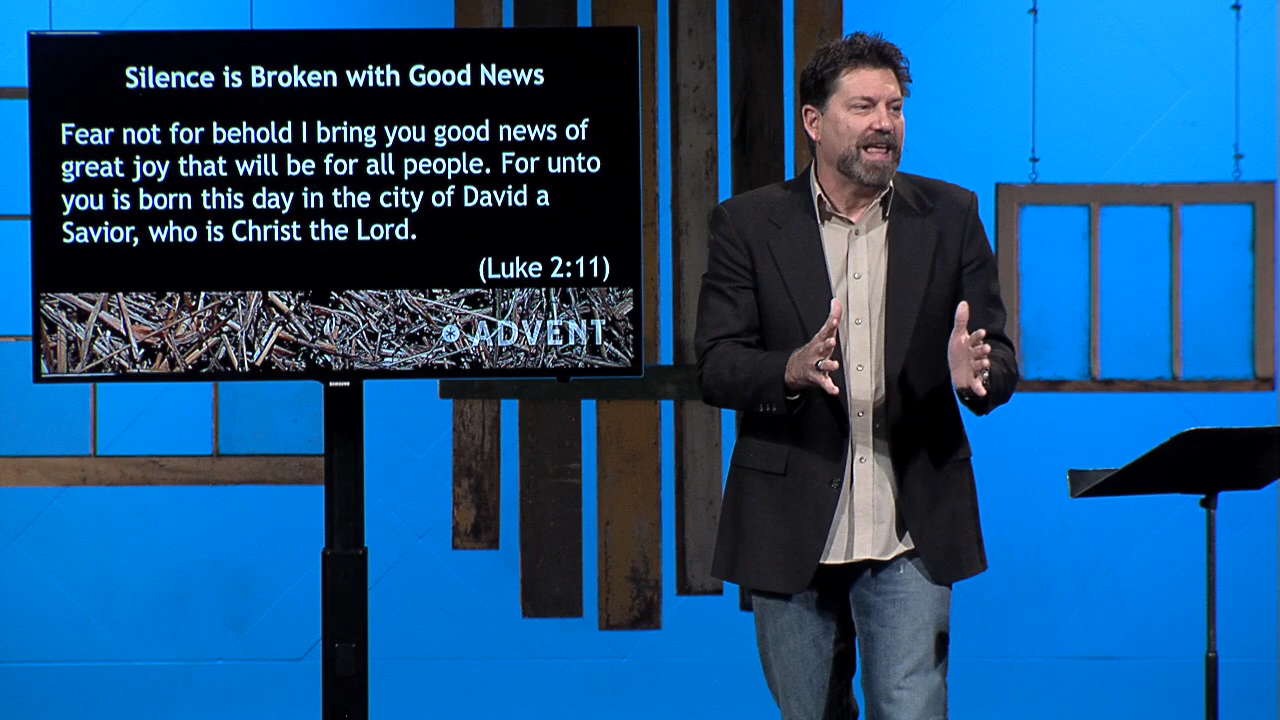 Silence is Broken with Good News
Fear not for behold I bring you good news of
great joy that will be for all people. For unto
you is born this day in the city of David a
Savior, who is Christ the Lord.
(Luke 2:11)
ADVENT
SAMSUNG